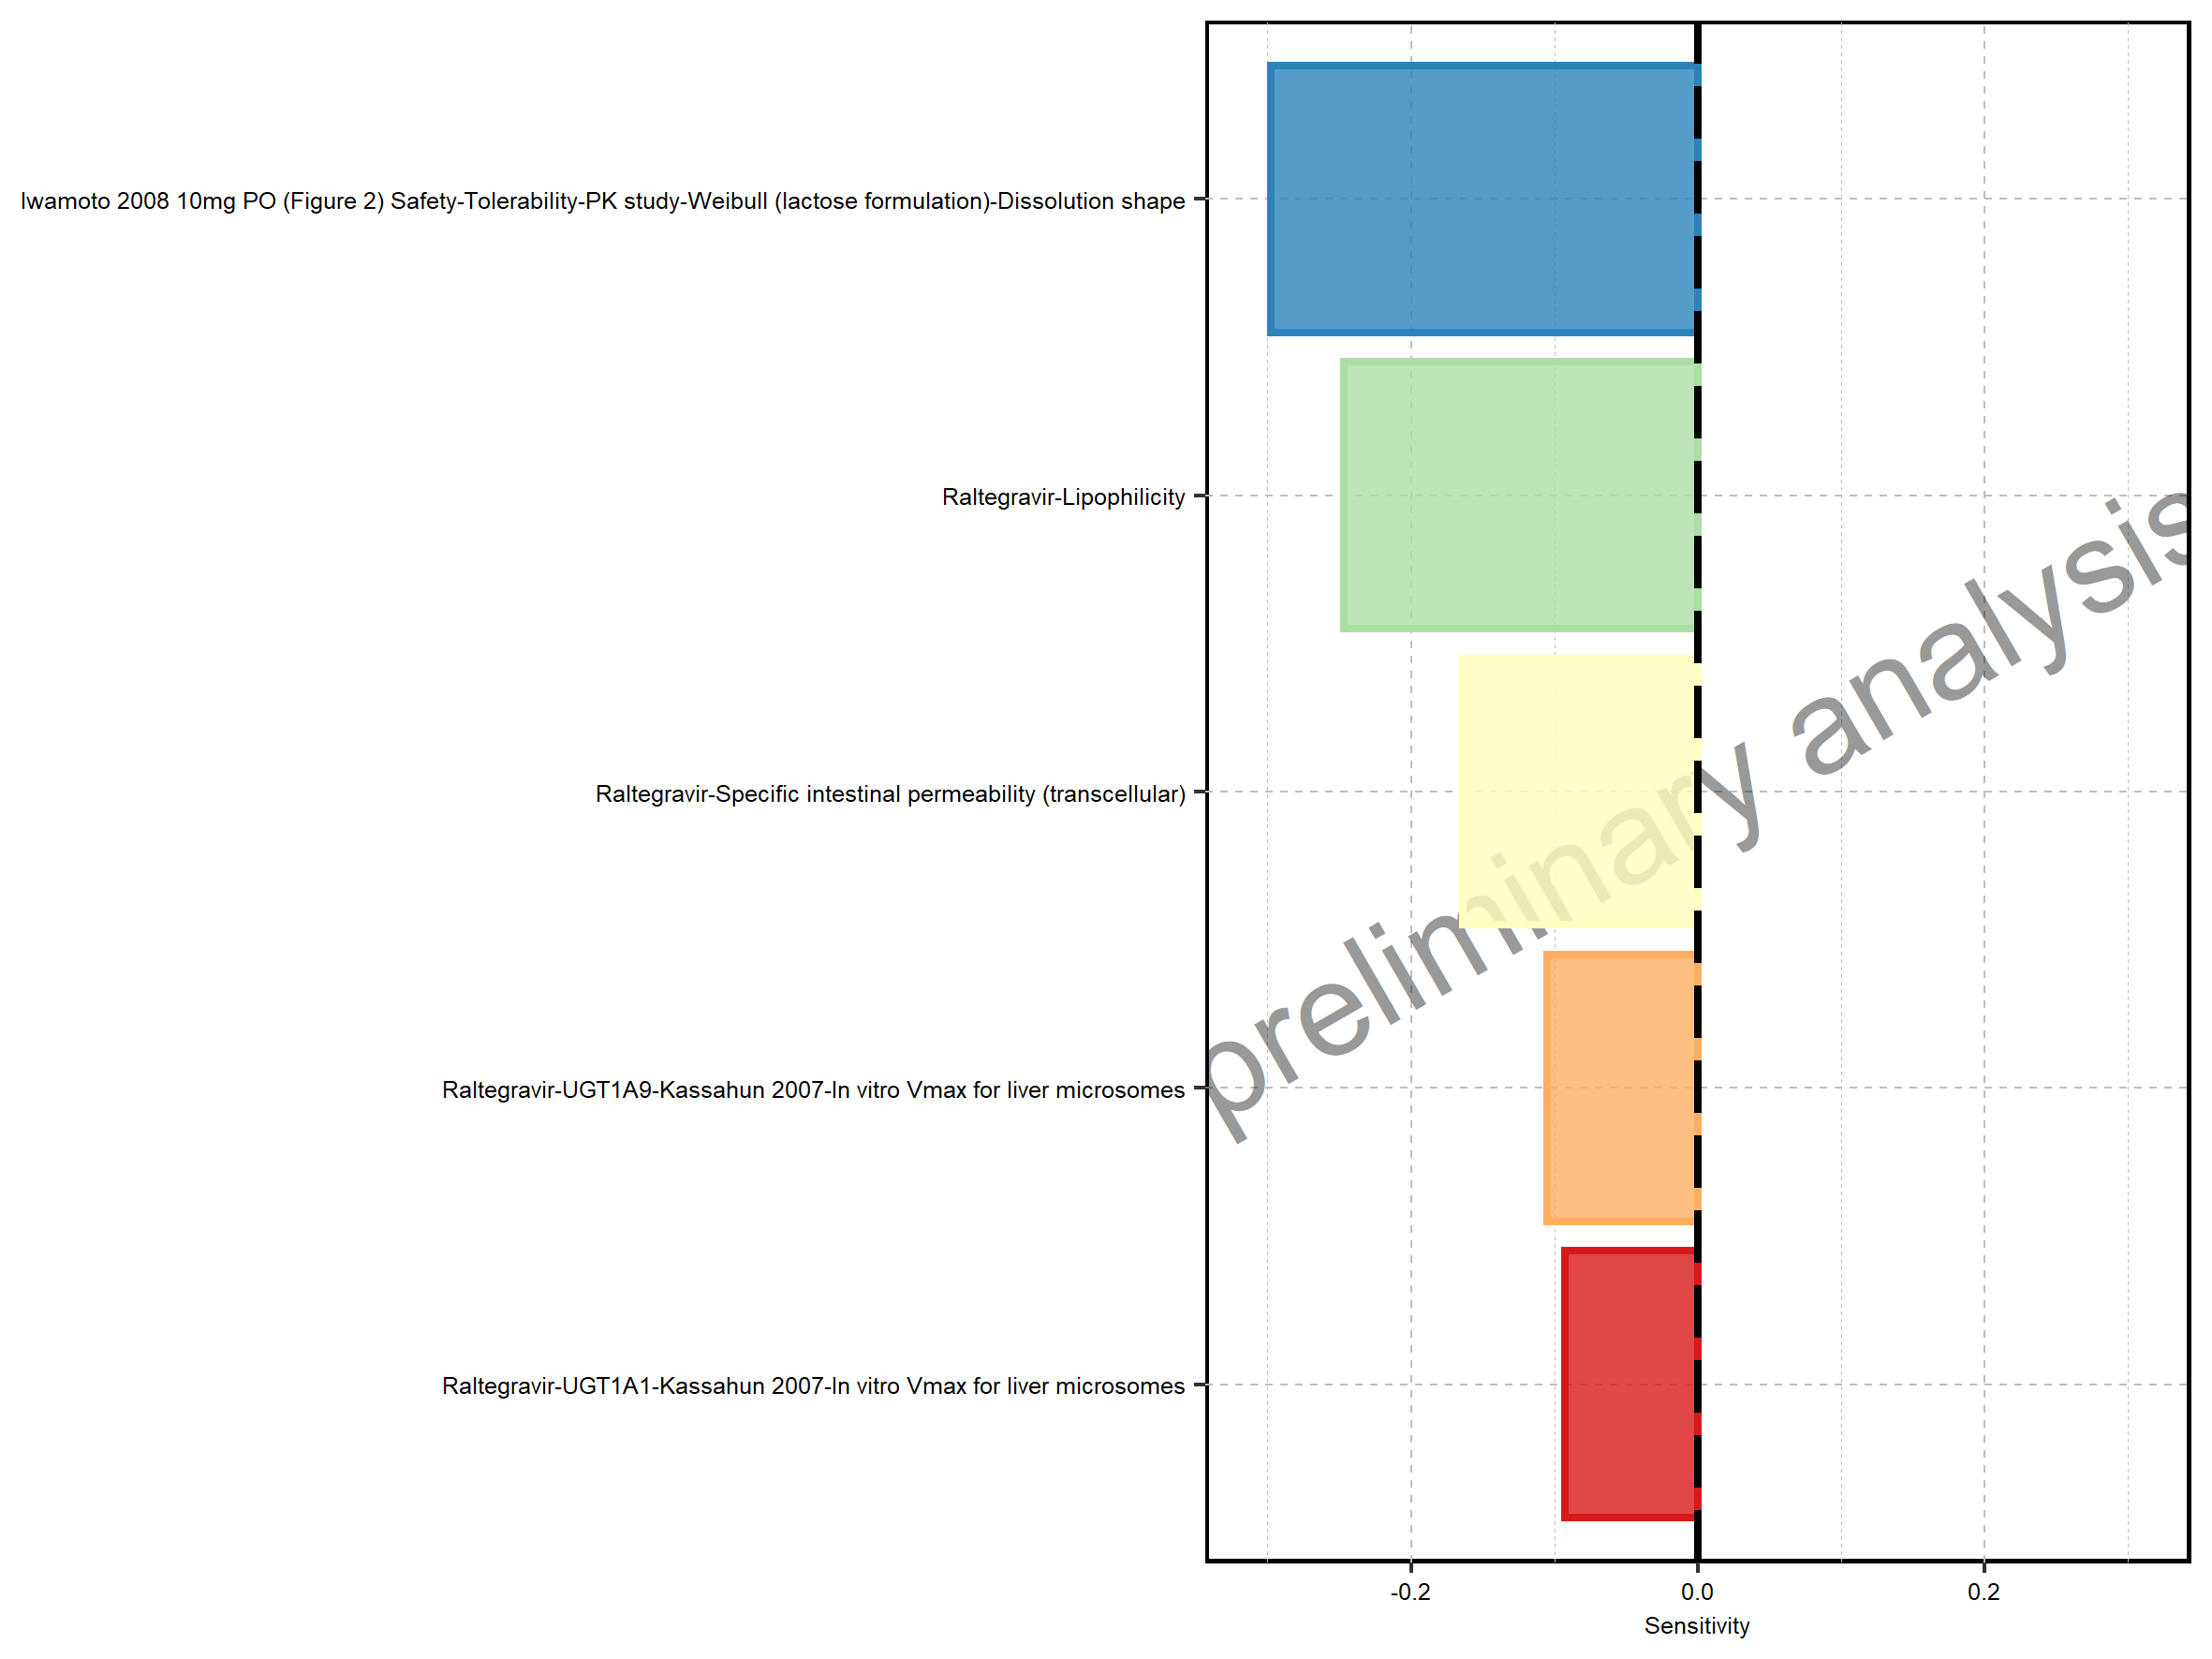 Iwamoto 2008 10mg PO (Figure 2) Safety-Tolerability-PK study-Weibull (lactose formulation)-Dissolution shape
Raltegravir-Lipophilicity
Raltegravir-Specific intestinal permeability (transcellular)
Raltegravir-UGT1A9-Kassahun 2007-In vitro Vmax for liver microsomes
Raltegravir-UGT1A1-Kassahun 2007-In vitro Vmax for liver microsomes
preliminary analysis
-0.2 0.0 0.2
Sensitivity